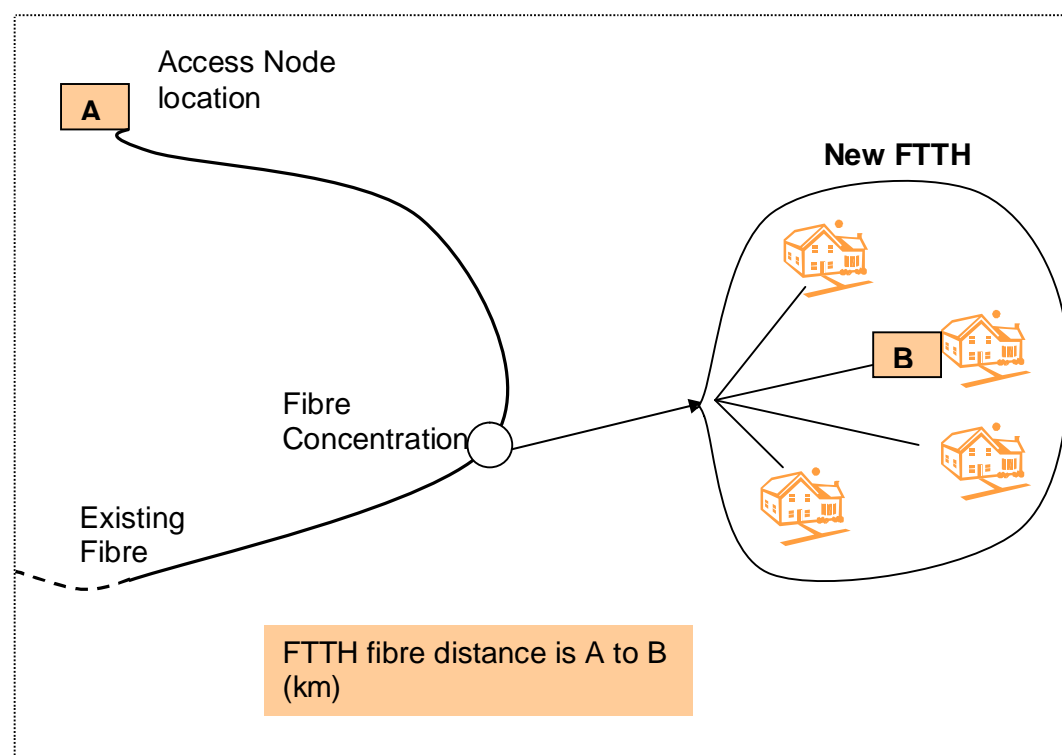 Access Node
location
A
New FTTH
B
Fibre
Concentration
Existing
Fibre
FTTH fibre distance is A to B
(km)